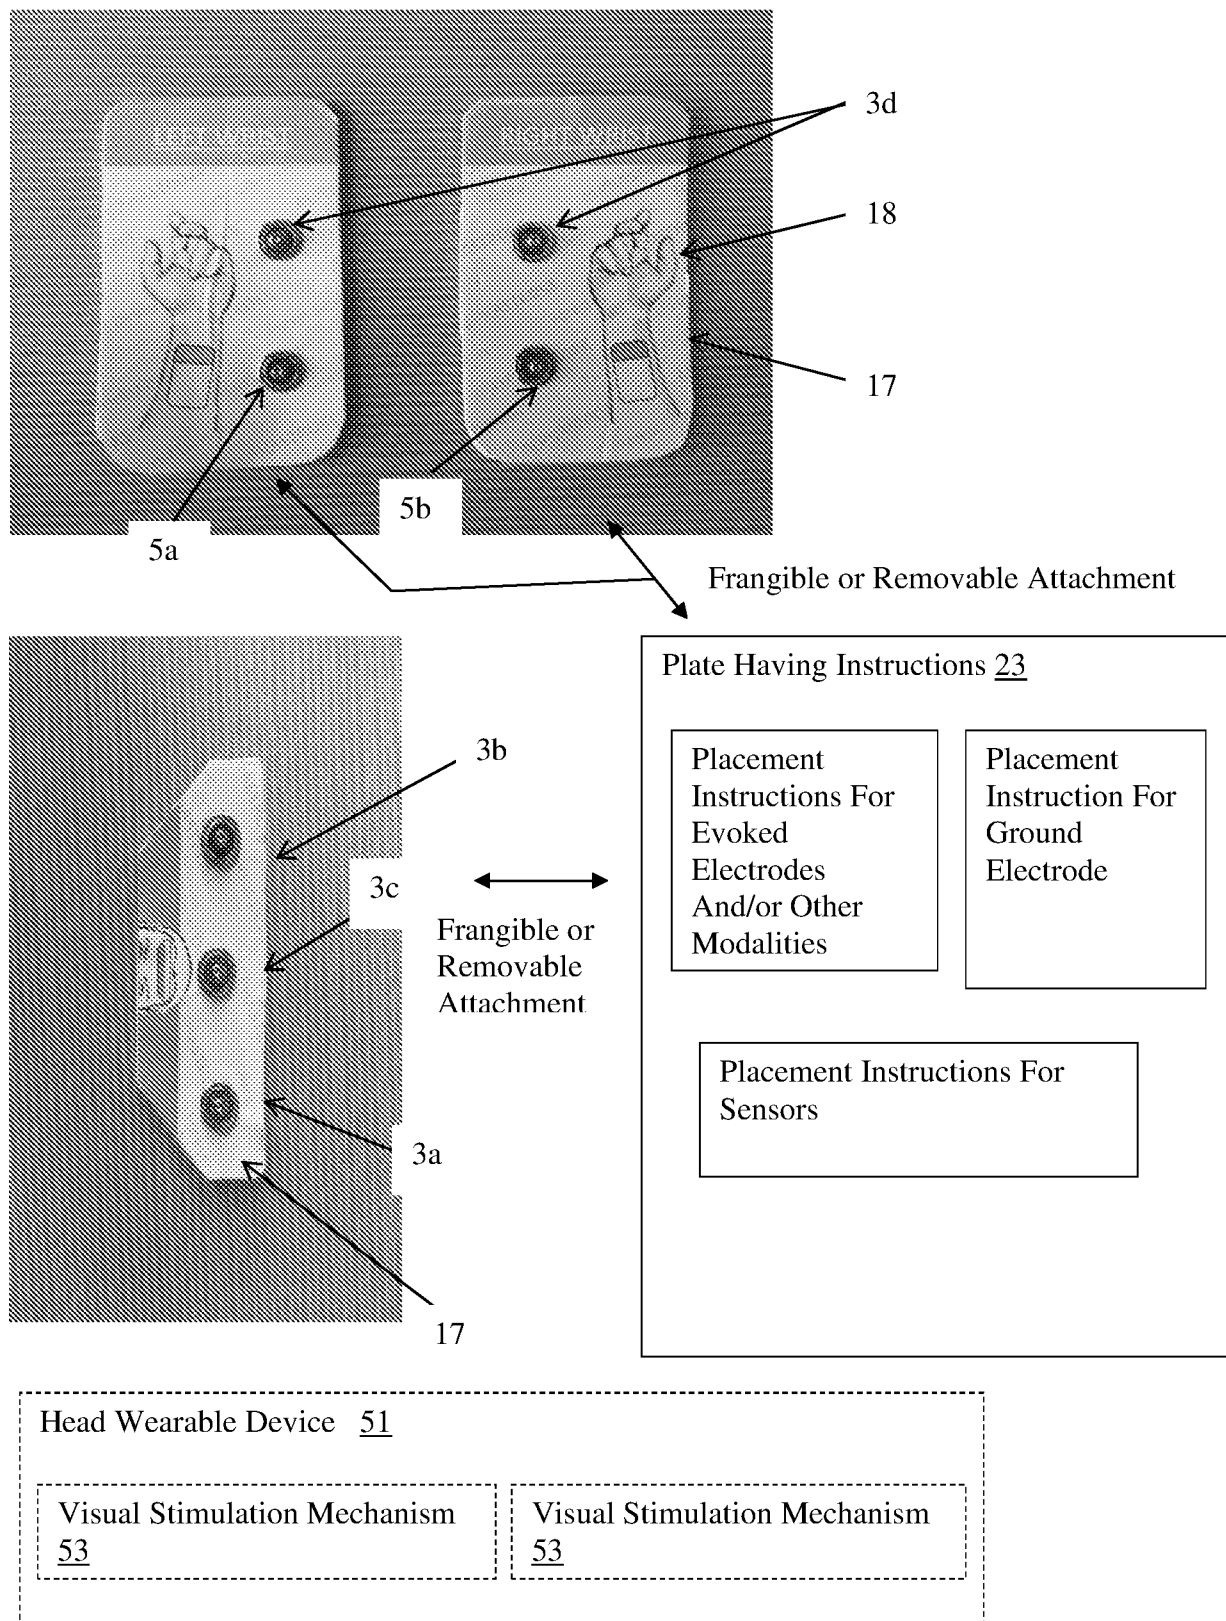 3d
18
17
5b
5a
Frangible or Removable Attachment
Plate Having Instructions 23
Placement
Instructions For
Evoked
Electrodes
And/or Other
Modalities
Placement
Instruction For
Ground
Electrode
3b
3c
Frangible or
Removable
Attachment
Placement Instructions For
Sensors
3a
17
Head Wearable Device 51
Visual Stimulation Mechanism
53
Visual Stimulation Mechanism
53